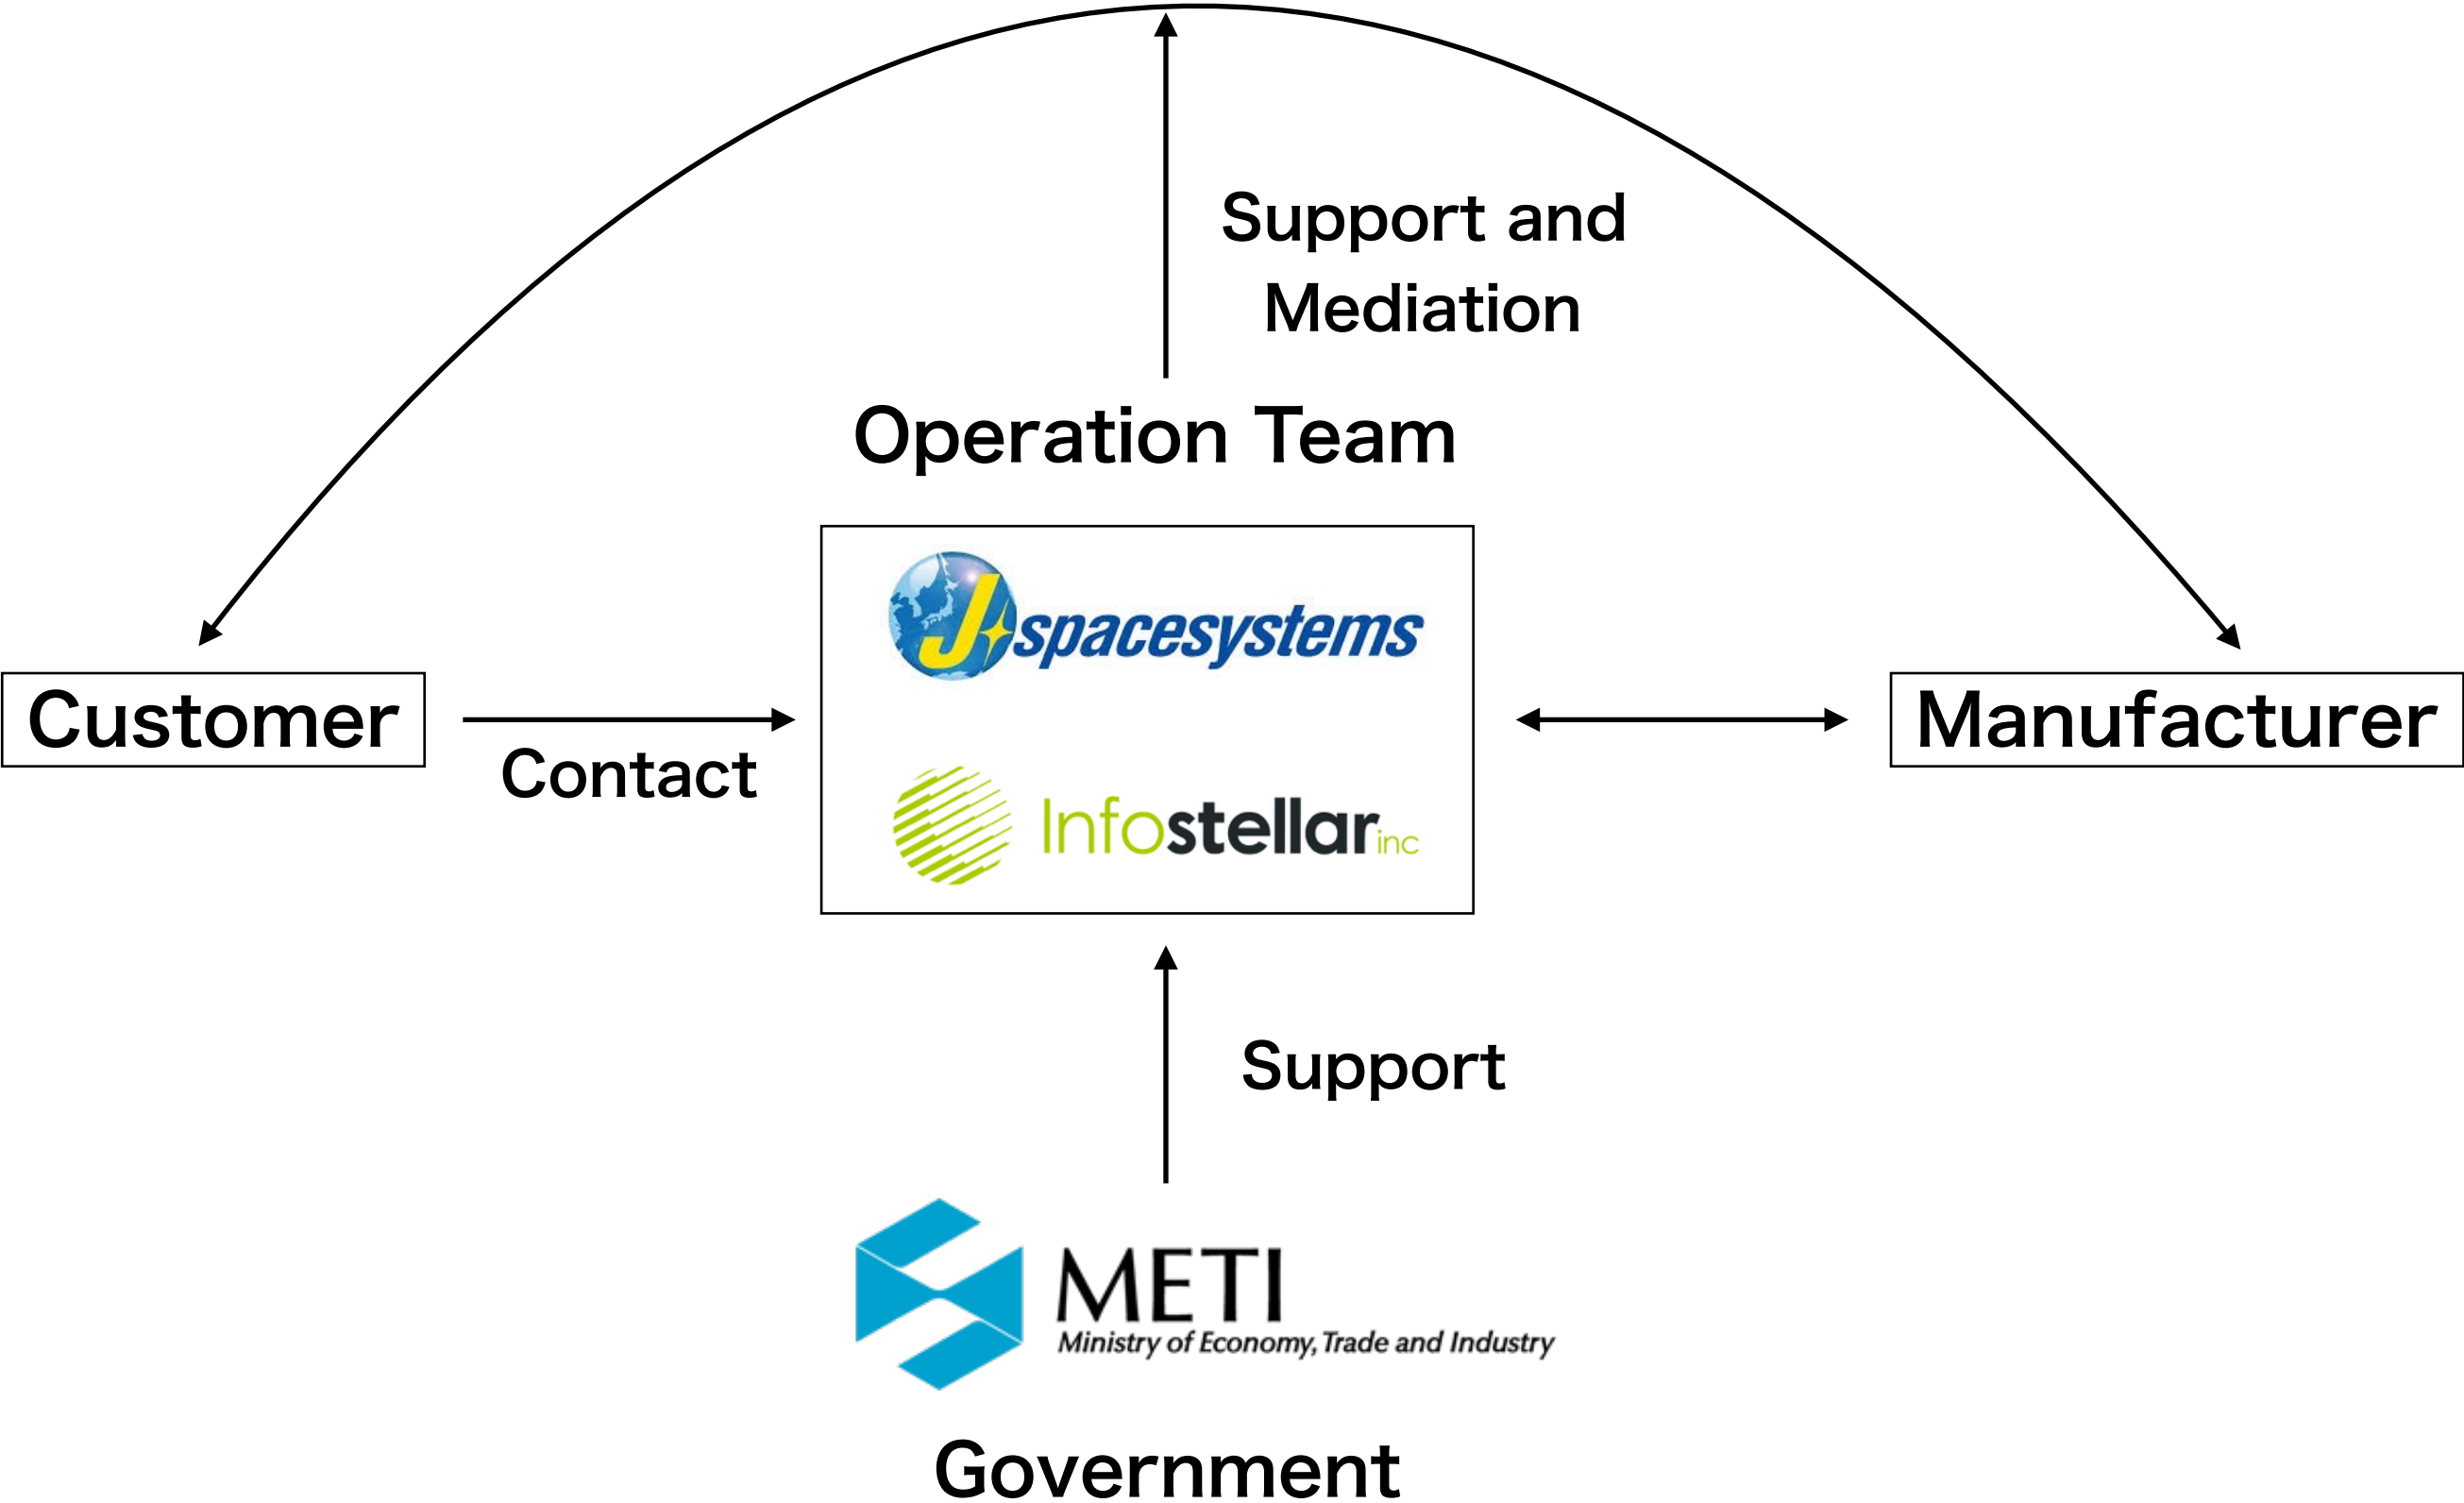 Support and
Mediation
Operation Team
J spacesystems
Customer
Contact
Manufacturer
Infostellar inc
Support
METI
Ministry of Economy, Trade and Industry
Government